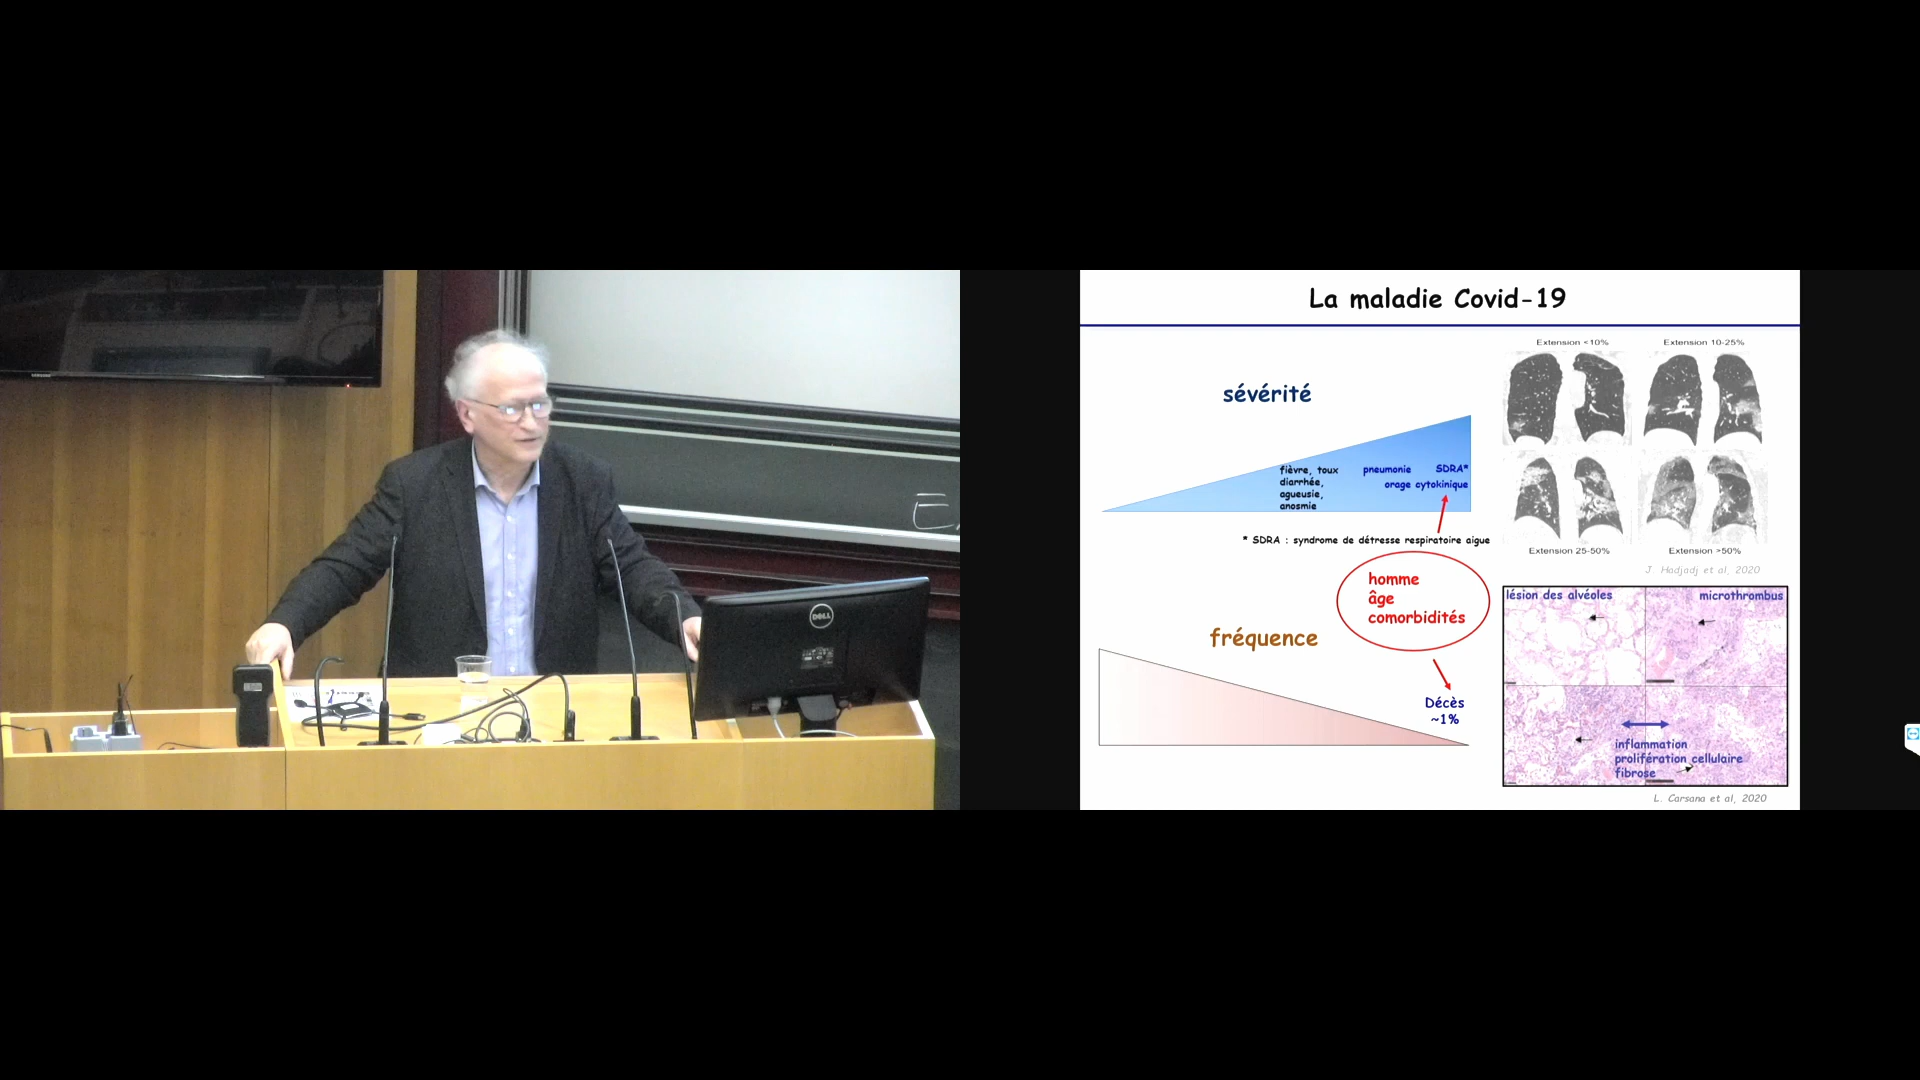 La maladie Covid-19
sévérité
fièvre, toux
diarrhée,
agueusie,
anosmie
pneumonie SDRA*
orage cytokinique
* SDRA : syndrome de détresse respiratoire aigue
homme
âge
comorbidités
fréquence
Décès
~1%
Extension <10%
Extension 10-25%
Extension 25-50%
Extension >50%
J. Hadjadj et al, 2020
lésion des alvéoles
microthrombus
inflammation
prolifération cellulaire
fibrose
L. Carsana et al, 2020
DELL
SAMSUNG